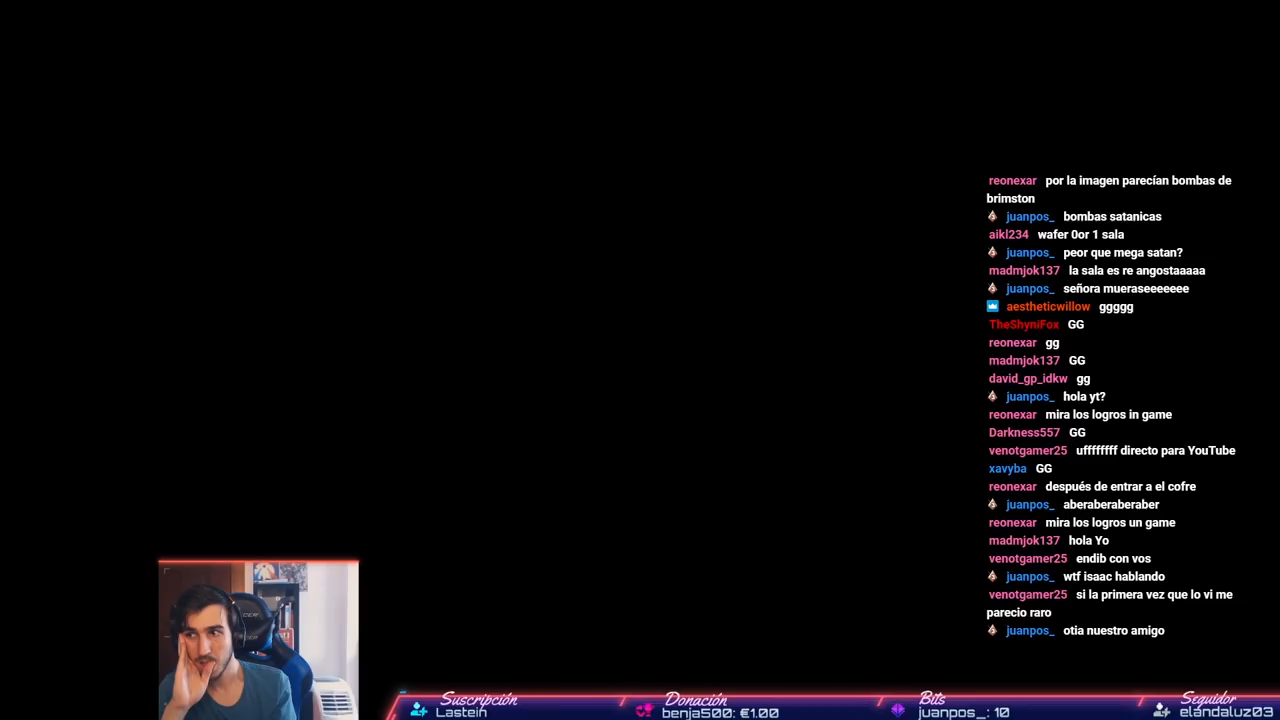 reonexar por la imagen parecían bombas de
brimston
juanpos_ bombas satanicas
aikl234 wafer 0or 1 sala
juanpos_ peor que mega satan?
madmjok137 la sala es re angostaaaaa
juanpos_ señora mueraseeeeeee
aestheticwillow ggggg
TheShyniFox GG
reonexar gg
madmjok137 GG
david_gp_idkw gg
juanpos_ hola yt?
reonexar mira los logros in game
Darkness557 GG
venotgamer25 uffffffff directo para YouTube
xavyba GG
reonexar después de entrar a el cofre
juanpos_ aberaberaberaber
reonexar mira los logros un game
madmjok137 hola Yo
venotgamer25 endib con vos
juanpos_ wtf isaac hablando
venotgamer25 si la primera vez que lo vi me
parecio raro
juanpos_ otia nuestro amigo
Suscripción Donación Bits Seguidor
Lastein benja500: €1.00 juanpos_: 10 elandaluz03